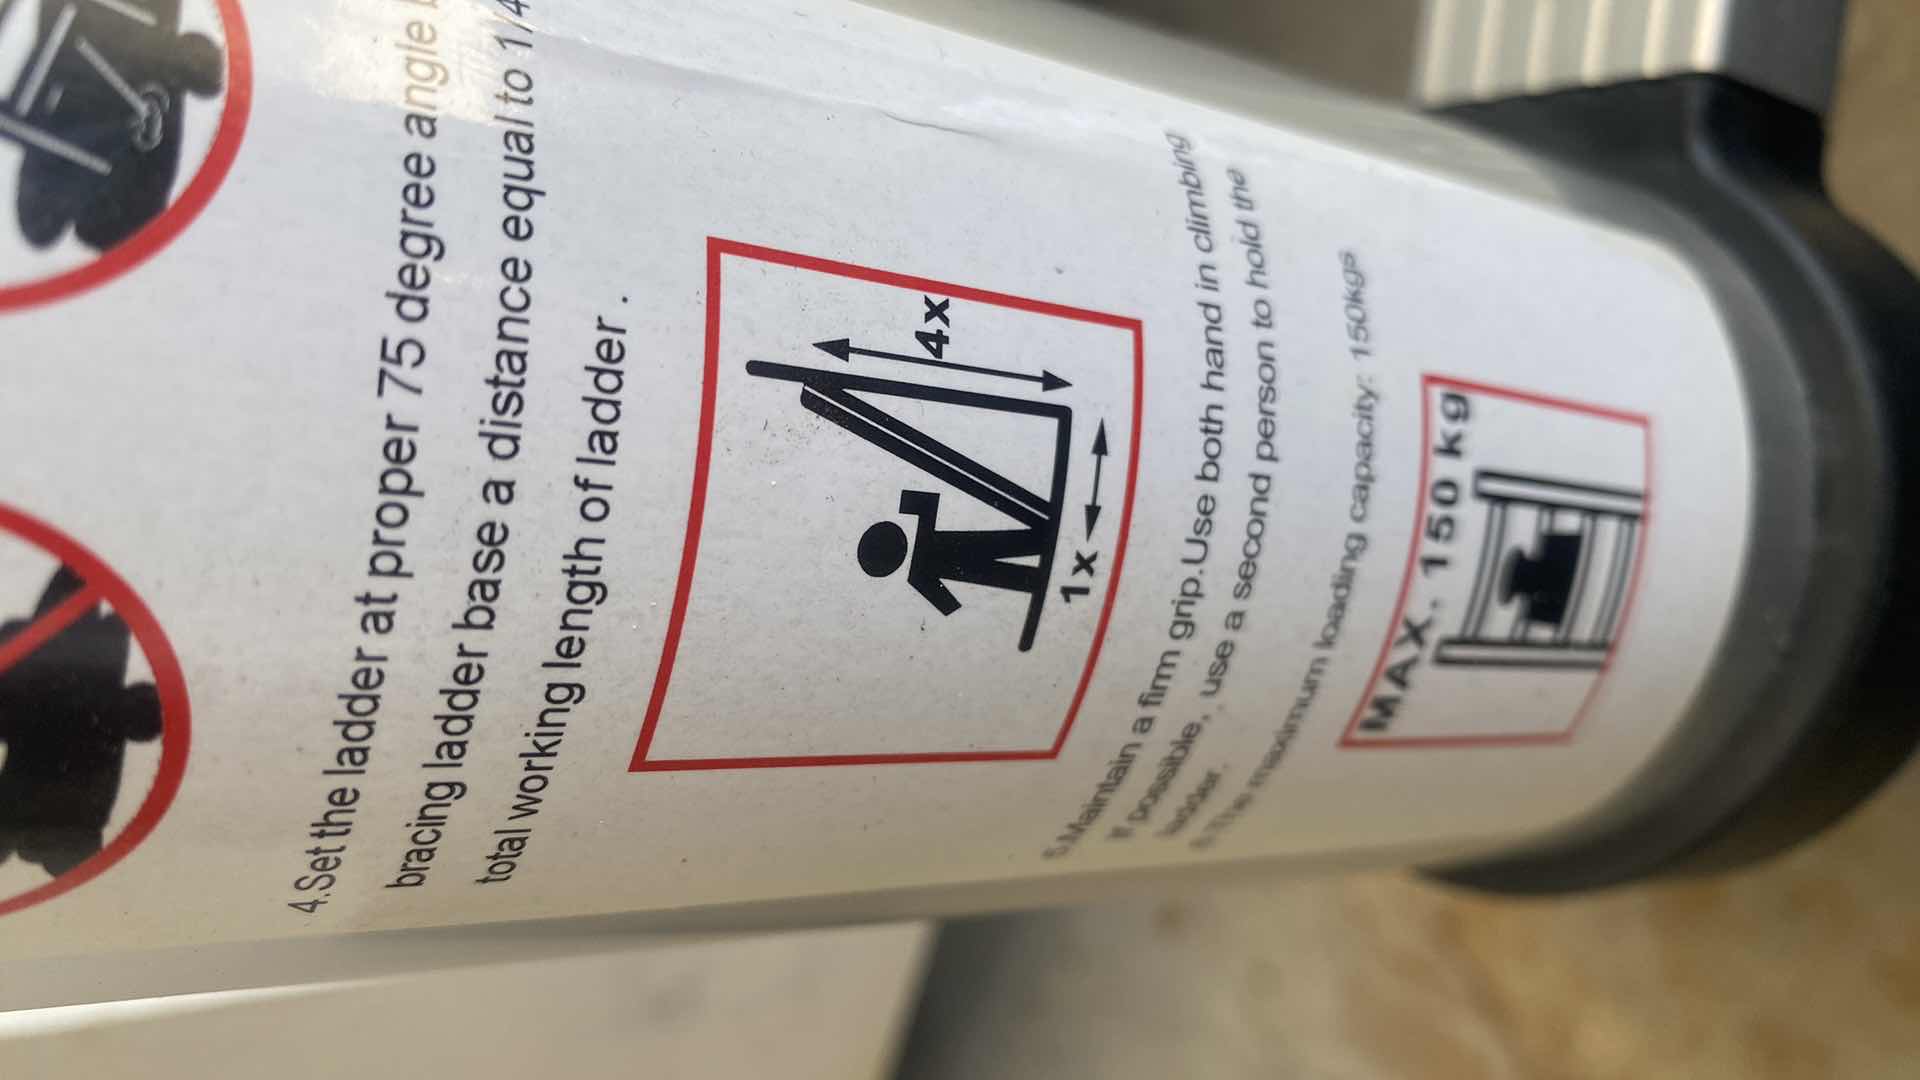 4.Set the ladder at proper 75 degree angle
bracing ladder base a distance equal to 1/4
total working length of ladder.
4x
1x
5.Maintain a firm grip.Use both hand in climbing
If possible, , use a second person to hold the
ladder.
6.The maximum loading capacity: 150kgs
MAX. 150 kg